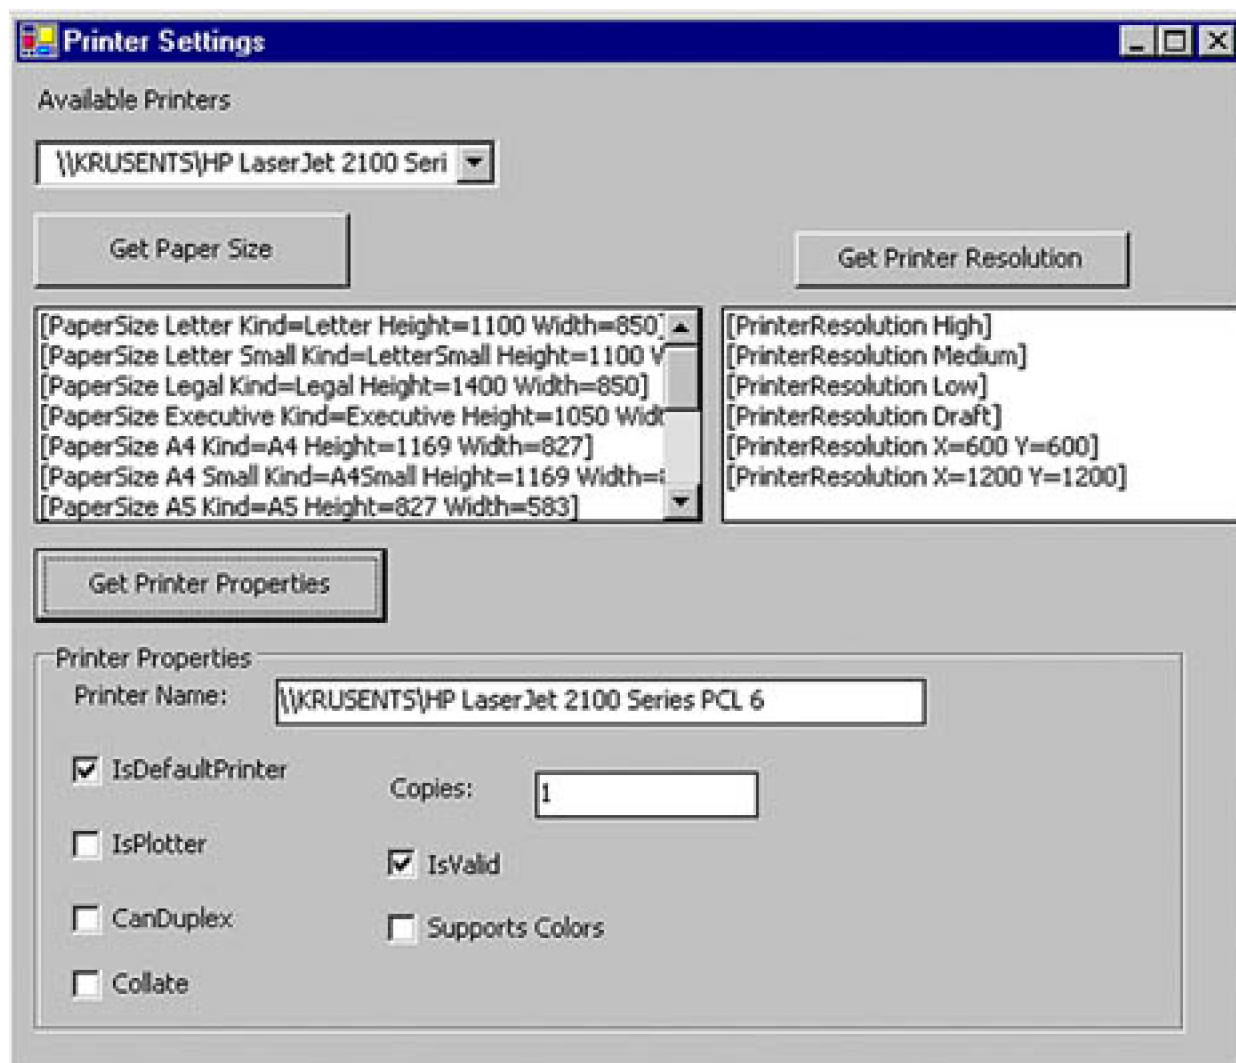 Printer Settings
Available Printers
\\KRUSENTS\HP LaserJet 2100 Seri
Get Paper Size
Get Printer Resolution
[PaperSize Letter Kind=Letter Height=1100 Width=850]
[PaperSize Letter Small Kind=LetterSmall Height=1100 W
[PaperSize Legal Kind=Legal Height=1400 Width=850]
[PaperSize Executive Kind=Executive Height=1050 Widt
[PaperSize A4 Kind=A4 Height=1169 Width=827]
[PaperSize A4 Small Kind=A4Small Height=1169 Width=
[PaperSize A5 Kind=A5 Height=827 Width=583]
[PrinterResolution High]
[PrinterResolution Medium]
[PrinterResolution Low]
[PrinterResolution Draft]
[PrinterResolution X=600 Y=600]
[PrinterResolution X=1200 Y=1200]
Get Printer Properties
Printer Properties
Printer Name:
\\KRUSENTS\HP LaserJet 2100 Series PCL 6
IsDefaultPrinter
Copies:
1
IsPlotter
IsValid
CanDuplex
Supports Colors
Collate